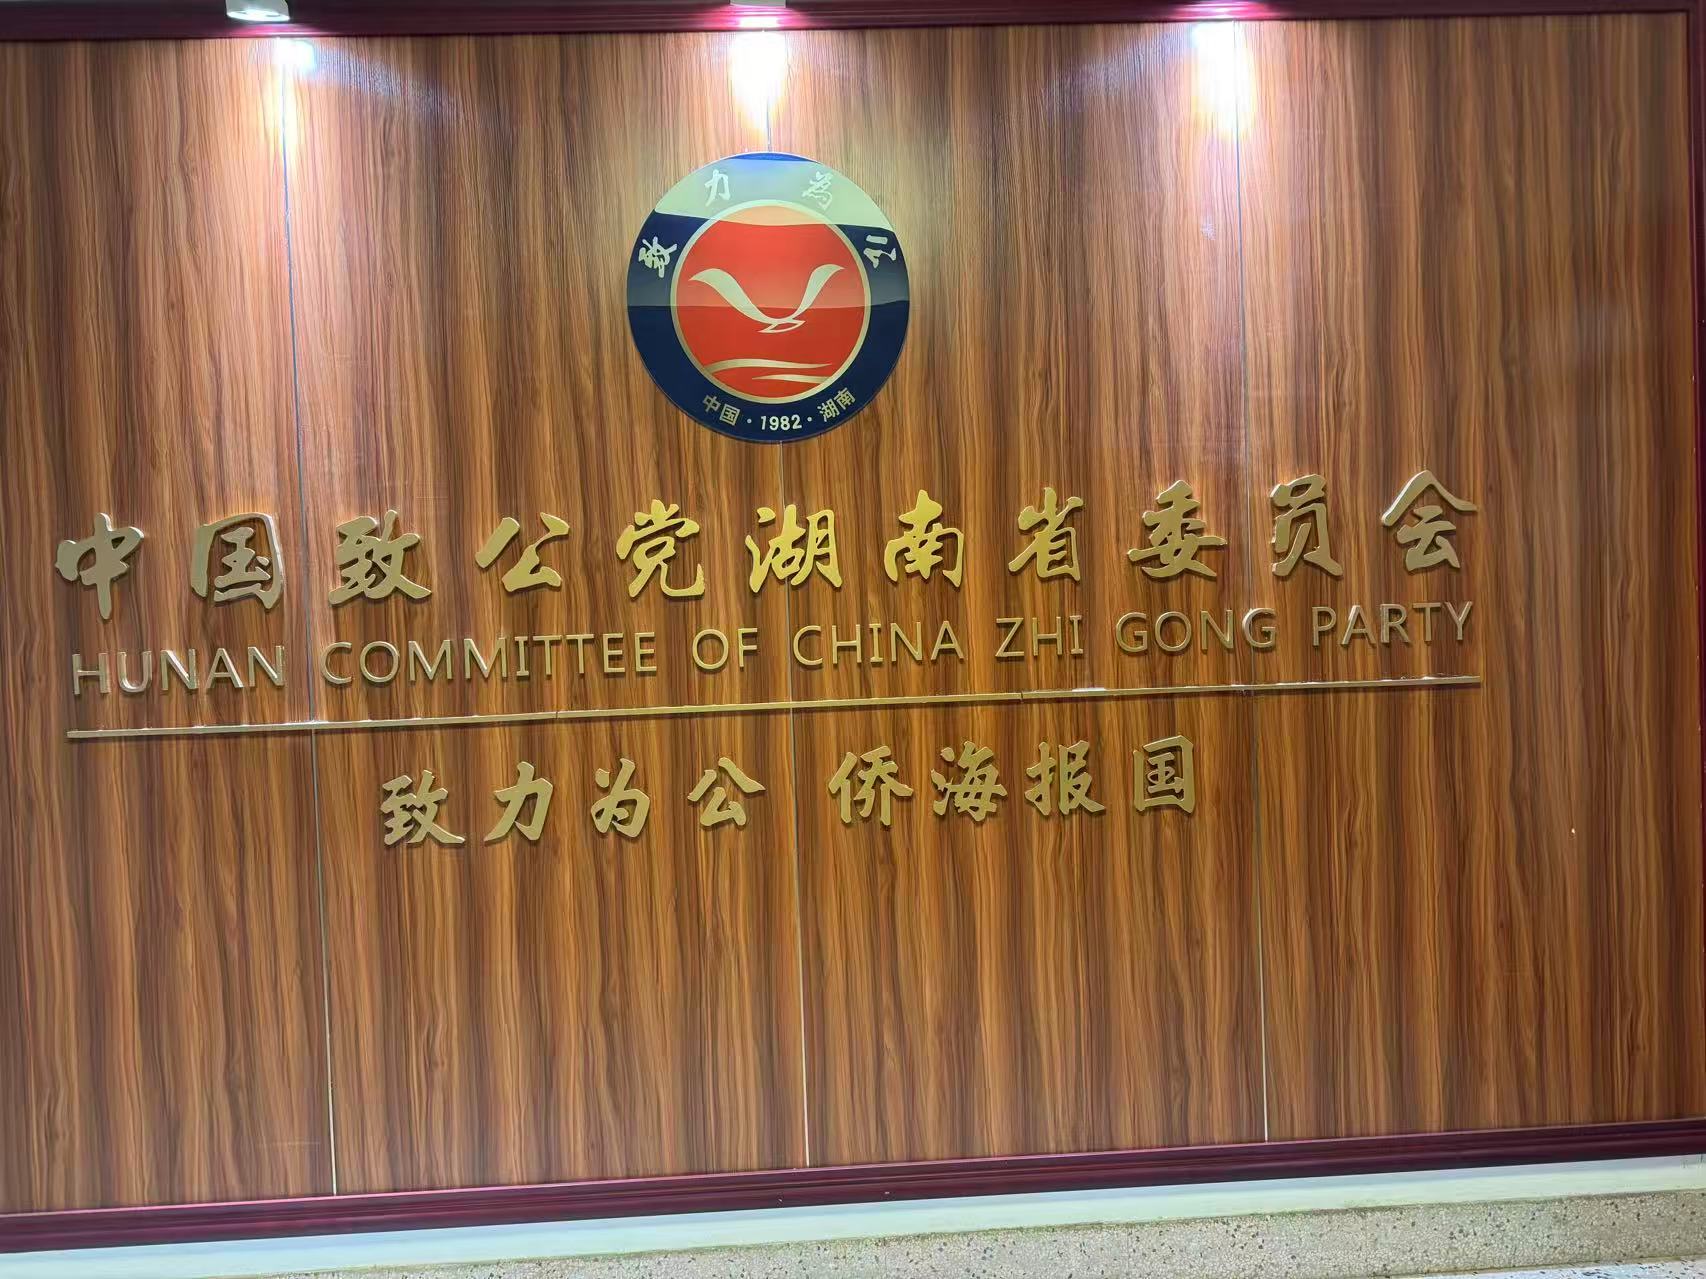 致力為公
中国·1982·湖南
中国致公党湖南省委员会
HUNAN COMMITTEE OF CHINA ZHI GONG PARTY
致力为公 侨海报国